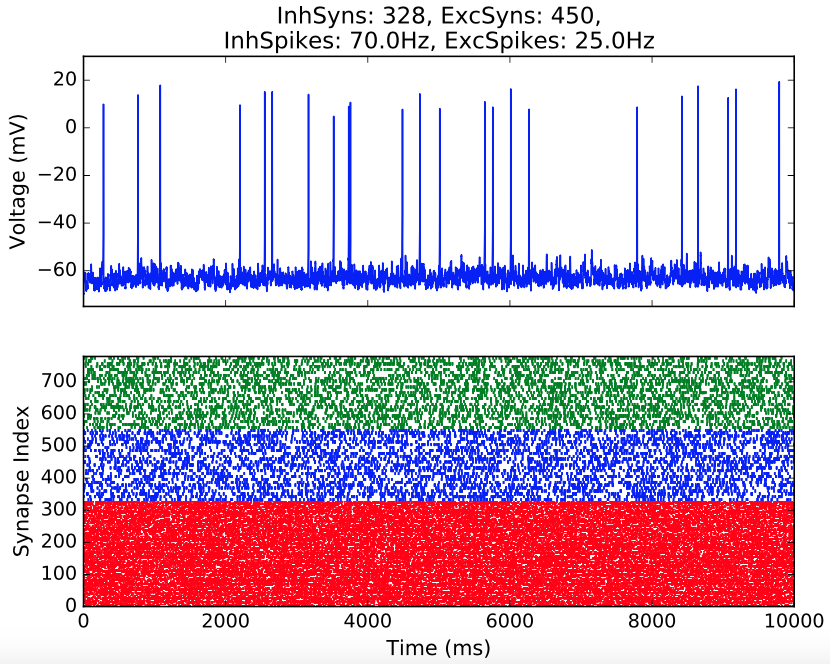 InhSyns: 328, ExcSyns: 450,
InhSpikes: 70.0Hz, ExcSpikes: 25.0Hz
Voltage (mV)
20
0
−20
−40
−60
Synapse Index
700
600
500
400
300
200
100
0
0 2000 4000 6000 8000 10000
Time (ms)